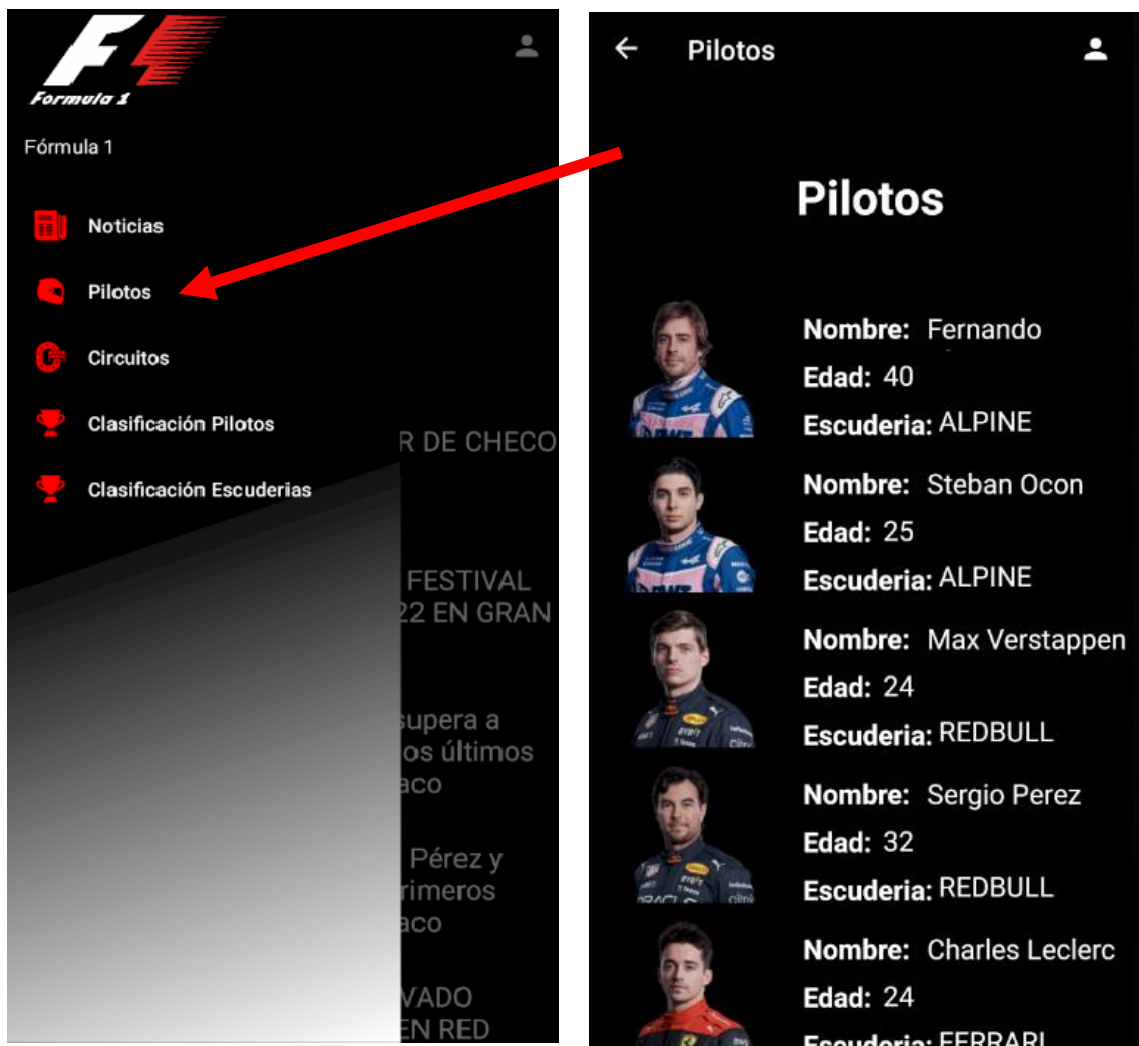 Formula 1
Fórmula 1
Noticias
Pilotos
Circuitos
Clasificación Pilotos
Clasificación Escuderias
R DE CHECO
FESTIVAL
22 EN GRAN
supera a
os últimos
aco
Pérez y
rimeros
aco
VADO
EN RED
Pilotos
Pilotos
Nombre: Fernando
Edad: 40
Escuderia: ALPINE
Nombre: Steban Ocon
Edad: 25
Escuderia: ALPINE
Nombre: Max Verstappen
Edad: 24
Escuderia: REDBULL
Nombre: Sergio Perez
Edad: 32
Escuderia: REDBULL
Nombre: Charles Leclerc
Edad: 24
Escuderia: FERRARI